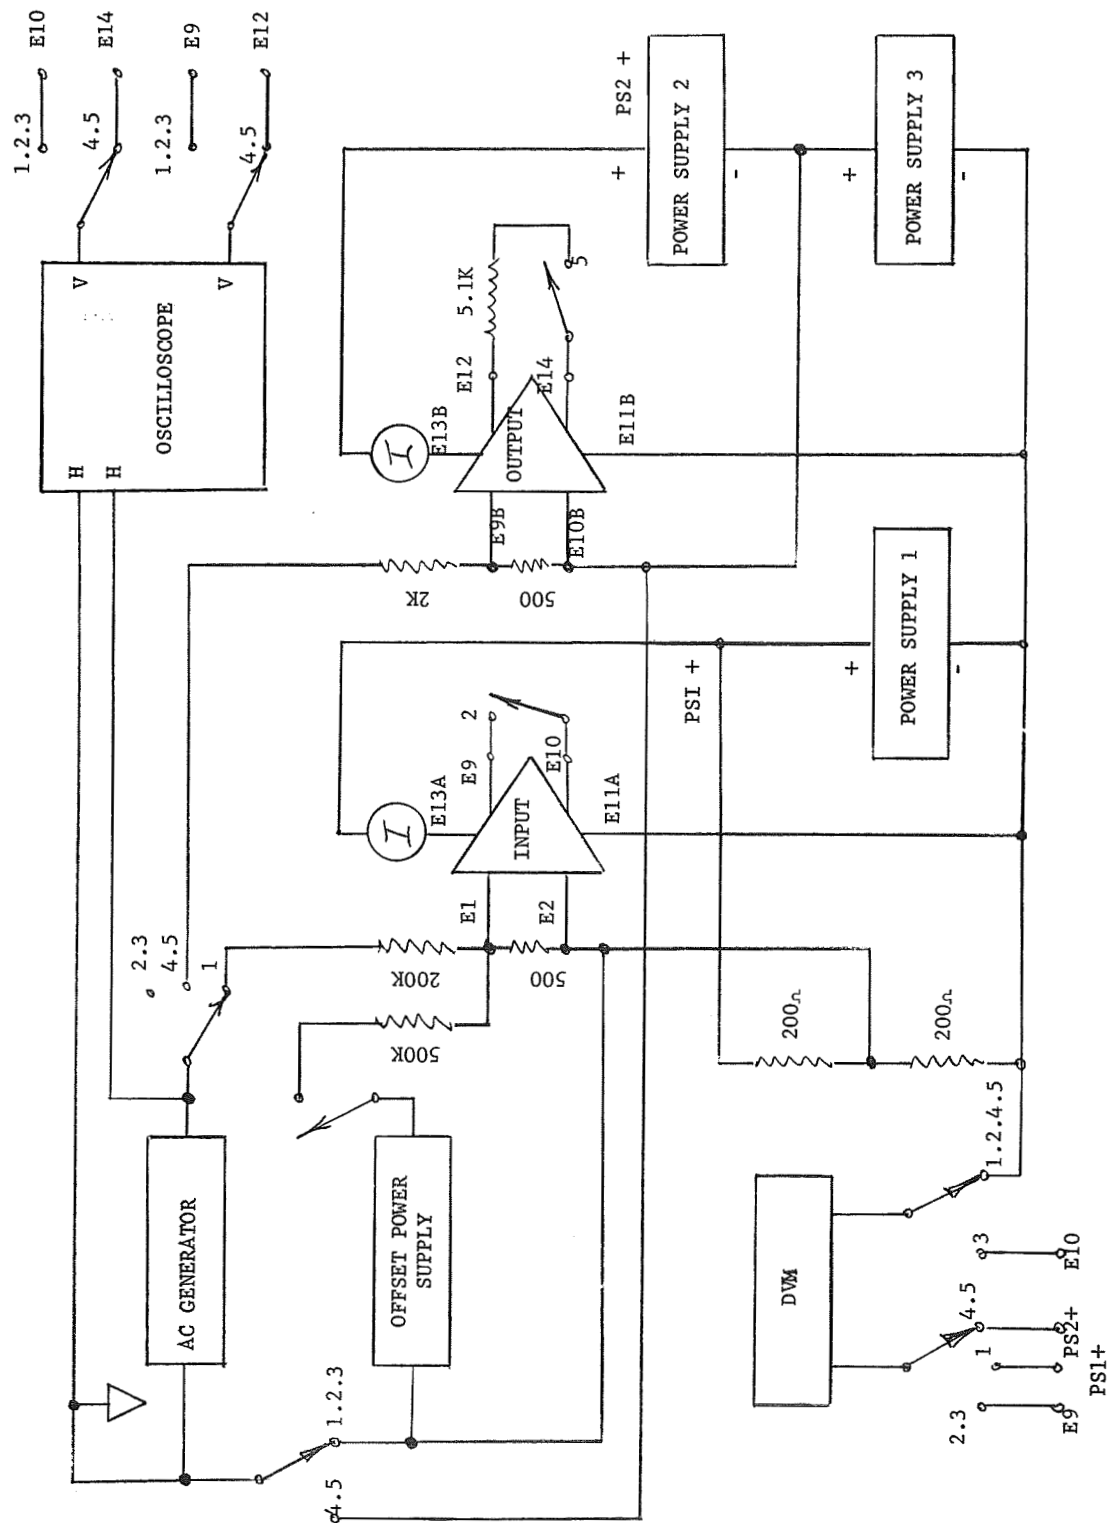 1.2.3 E10
4.5 E14
1.2.3 E9
4.5 E12
V
V
OSCILLOSCOPE
H
H
PS2 +
+
POWER SUPPLY 2
-
+
POWER SUPPLY 3
-
5.1K
5
E12
E14
E13B
I
OUTPUT
E11B
E9B
E10B
2K
500
PS1 +
+
POWER SUPPLY 1
-
2
E9
E10
E13A
I
INPUT
E11A
E1
E2
200K
500
500K
2.3
4.5
1
200Ω
200Ω
AC GENERATOR
OFFSET POWER
SUPPLY
1.2.3
4.5
DVM
1.2.4.5
3
E10
4.5
PS2+
1
PS1+
2.3
E9